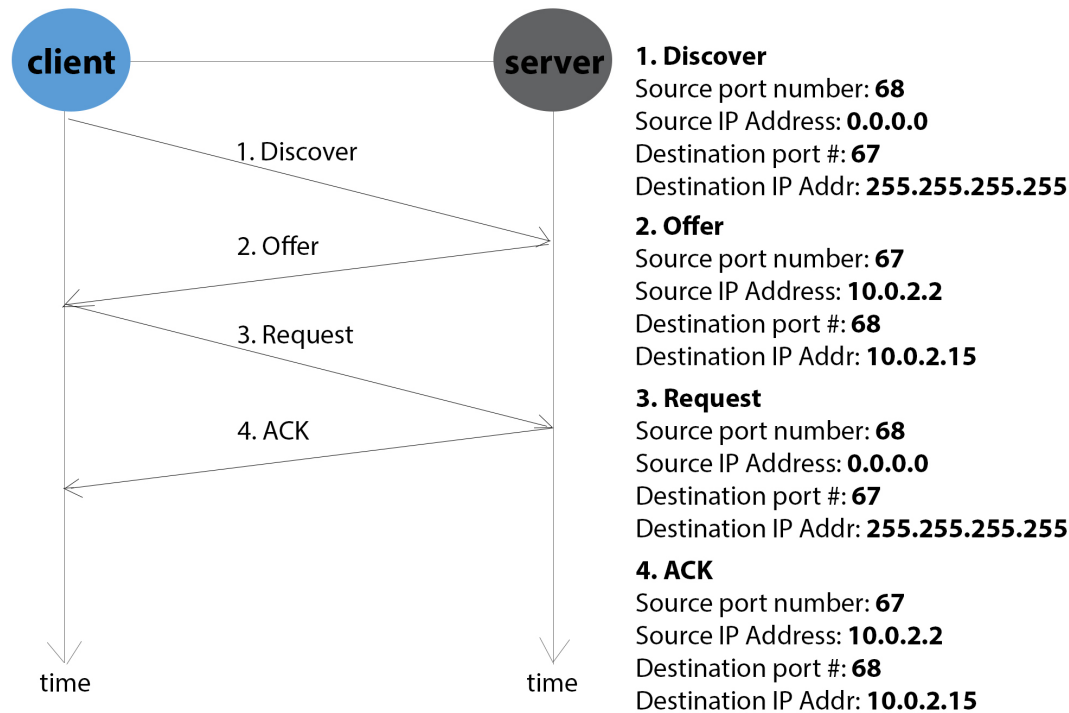 client
server
1. Discover
2. Offer
3. Request
4. ACK
time
time
1. Discover
Source port number: 68
Source IP Address: 0.0.0.0
Destination port #: 67
Destination IP Addr: 255.255.255.255
2. Offer
Source port number: 67
Source IP Address: 10.0.2.2
Destination port #: 68
Destination IP Addr: 10.0.2.15
3. Request
Source port number: 68
Source IP Address: 0.0.0.0
Destination port #: 67
Destination IP Addr: 255.255.255.255
4. ACK
Source port number: 67
Source IP Address: 10.0.2.2
Destination port #: 68
Destination IP Addr: 10.0.2.15